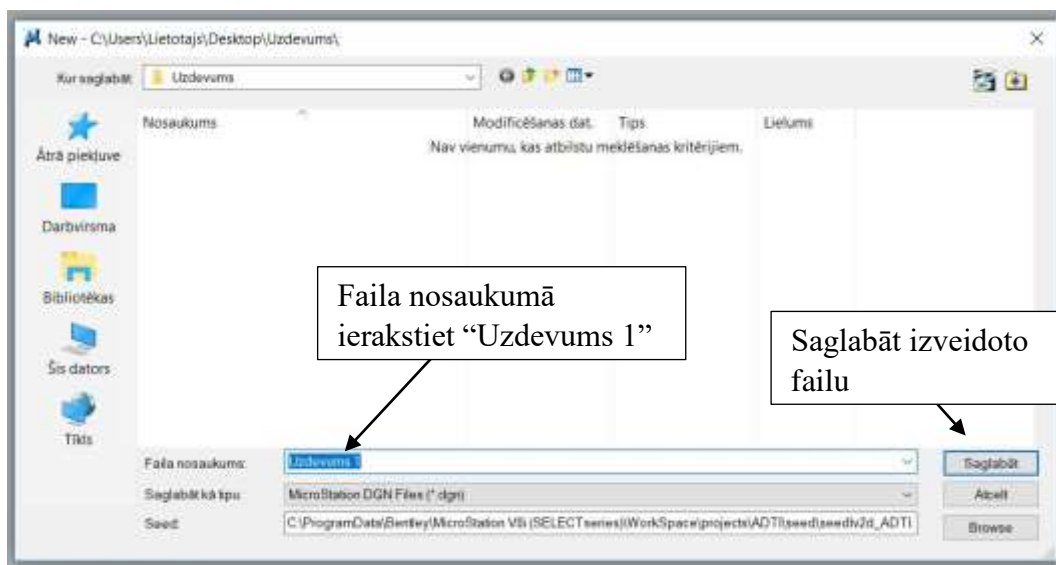 New - C:\Users\Lietotajs\Desktop\Uzdevums\
Kur saglabāt: Uzdevums
Nosaukums Modificēšanas dat. Tips Lielums
Nav vienumu, kas atbilstu meklēšanas kritērijiem.
Ātrā piekļuve
Darbvirsma
Bibliotēkas
Šis dators
Tīkls
Faila nosaukumā
ierakstiet “Uzdevums 1”
Saglabāt izveidoto
failu
Faila nosaukums: Uzdevums 1 Saglabāt
Saglabāt kā tipu: MicroStation DGN Files (*.dgn) Atcelt
Seed: C:\ProgramData\Bentley\MicroStation V8i (SELECTseries)\WorkSpace\projects\ADTI\seed\seedlv2d_ADTI. Browse